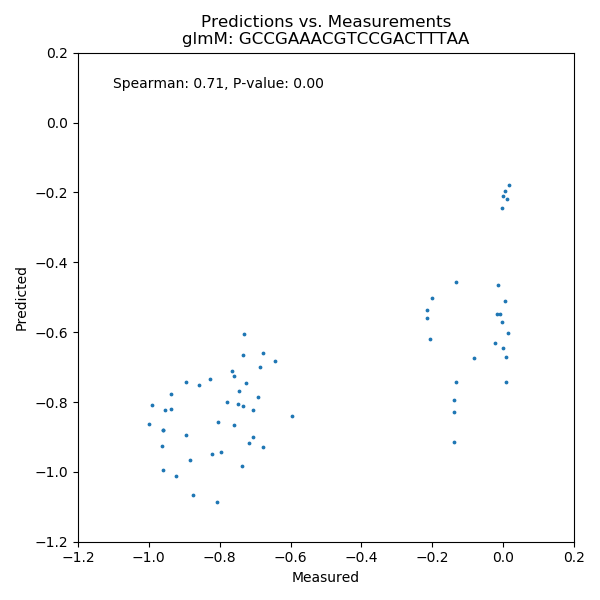 Predictions vs. Measurements
glmM: GCCGAAACGTCCGACTTTAA
Spearman: 0.71, P-value: 0.00
0.2
0.0
−0.2
−0.4
−0.6
−0.8
−1.0
−1.2
Predicted
−1.2 −1.0 −0.8 −0.6 −0.4 −0.2 0.0 0.2
Measured